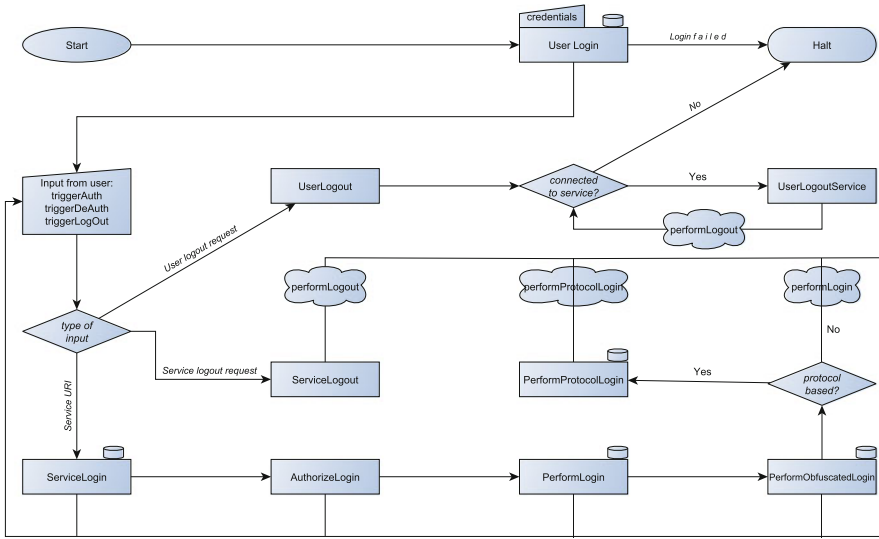 credentials
Start
User Login
Login failed
Halt
No
Input from user:
triggerAuth
triggerDeAuth
triggerLogOut
UserLogout
connected
to service?
Yes
UserLogoutService
performLogout
User logout request
performLogout
performProtocolLogin
performLogin
type of
input
No
Service logout request
ServiceLogout
PerformProtocolLogin
Yes
protocol
based?
Service URI
ServiceLogin
AuthorizeLogin
PerformLogin
PerformObfuscatedLogin